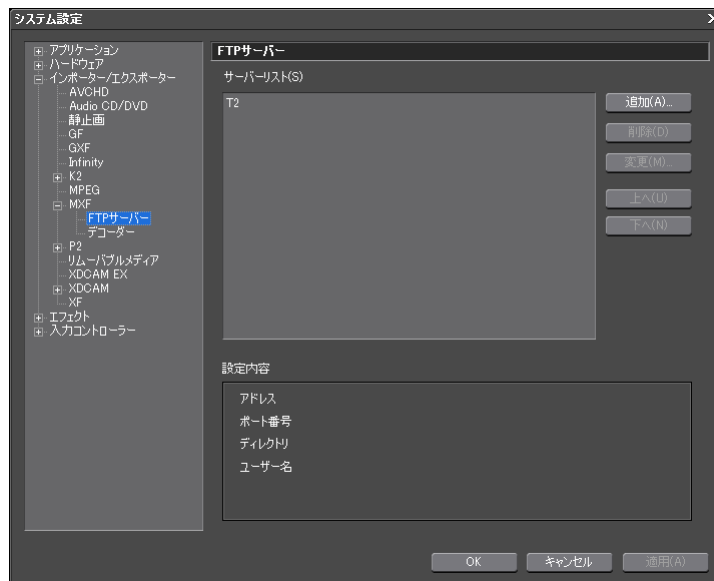 システム設定
アプリケーション
ハードウェア
インポーター/エクスポーター
AVCHD
Audio CD/DVD
静止画
GF
GXF
Infinity
K2
MPEG
MXF
FTPサーバー
デコーダー
P2
リムーバブルメディア
XDCAM EX
XDCAM
XF
エフェクト
入力コントローラー
FTPサーバー
サーバーリスト(S)
T2
追加(A)...
削除(D)
変更(M)...
上へ(U)
下へ(N)
設定内容
アドレス
ポート番号
ディレクトリ
ユーザー名
OK
キャンセル
適用(A)